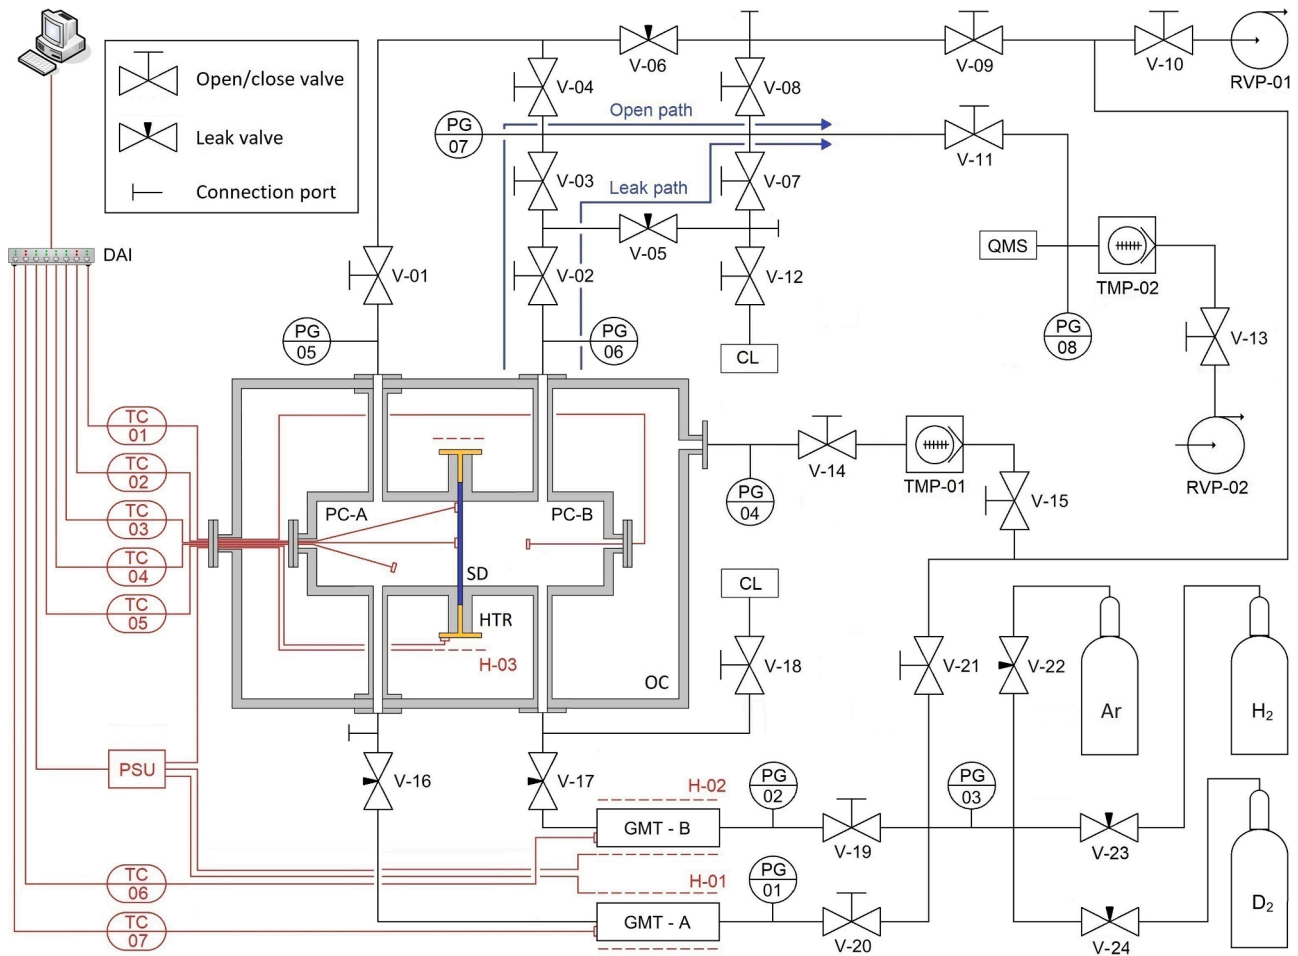 Open/close valve
Leak valve
Connection port
DAI
V-06
V-09
V-10
RVP-01
V-04
V-08
Open path
PG
07
V-11
V-03
V-07
Leak path
V-05
QMS
TMP-02
V-01
V-02
V-12
PG
05
PG
06
CL
PG
08
V-13
TC
01
TC
02
TC
03
TC
04
TC
05
PC-A
PC-B
SD
HTR
H-03
OC
V-14
TMP-01
RVP-02
PG
04
V-15
CL
V-18
V-21
V-22
Ar
H2
PSU
V-16
V-17
H-02
PG
02
PG
03
GMT - B
V-19
V-23
D2
TC
06
H-01
PG
01
GMT - A
V-20
V-24
TC
07